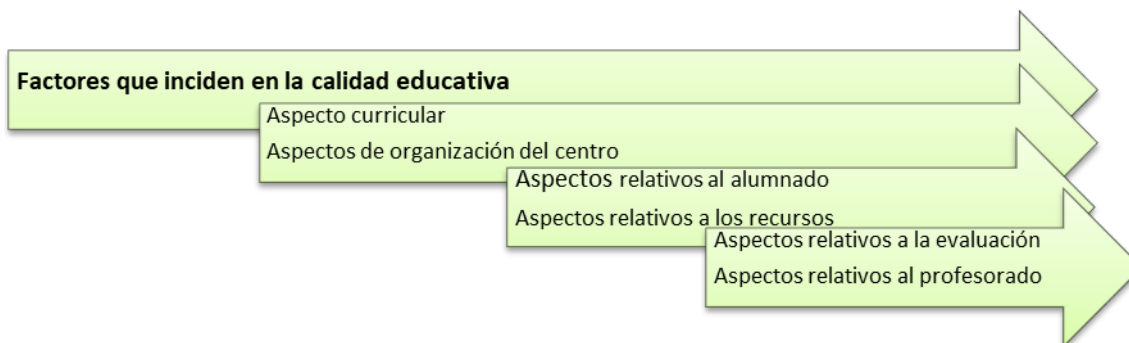 Factores que inciden en la calidad educativa
Aspecto curricular
Aspectos de organización del centro
Aspectos relativos al alumnado
Aspectos relativos a los recursos
Aspectos relativos a la evaluación
Aspectos relativos al profesorado